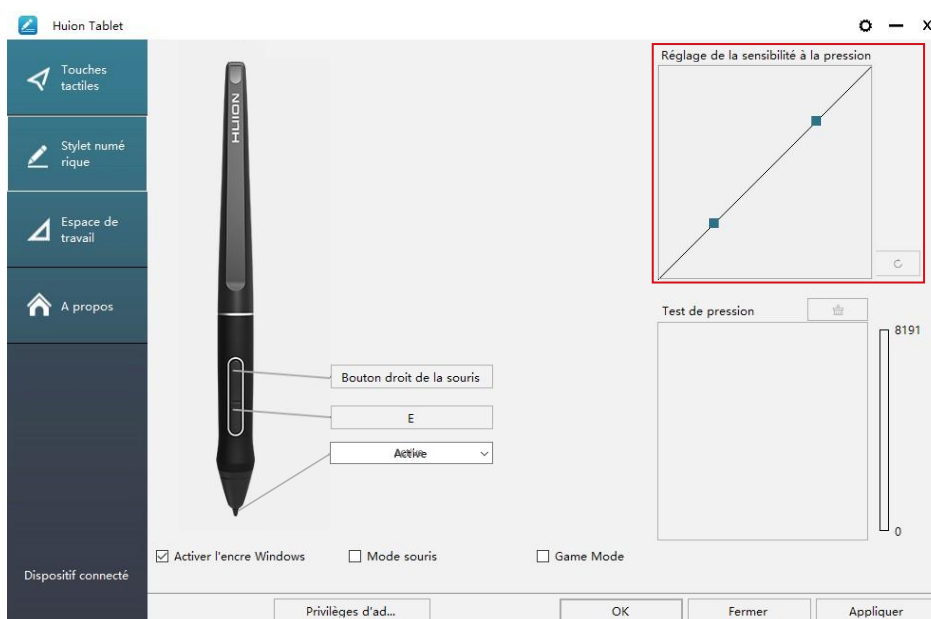 Huion Tablet
Touches
tactiles
Stylet numé
rique
Espace de
travail
A propos
Dispositif connecté
HUION
Bouton droit de la souris
E
Active
Activer l'encre Windows
Mode souris
Game Mode
Réglage de la sensibilité à la pression
Test de pression
8191
0
Privilèges d'ad...
OK
Fermer
Appliquer